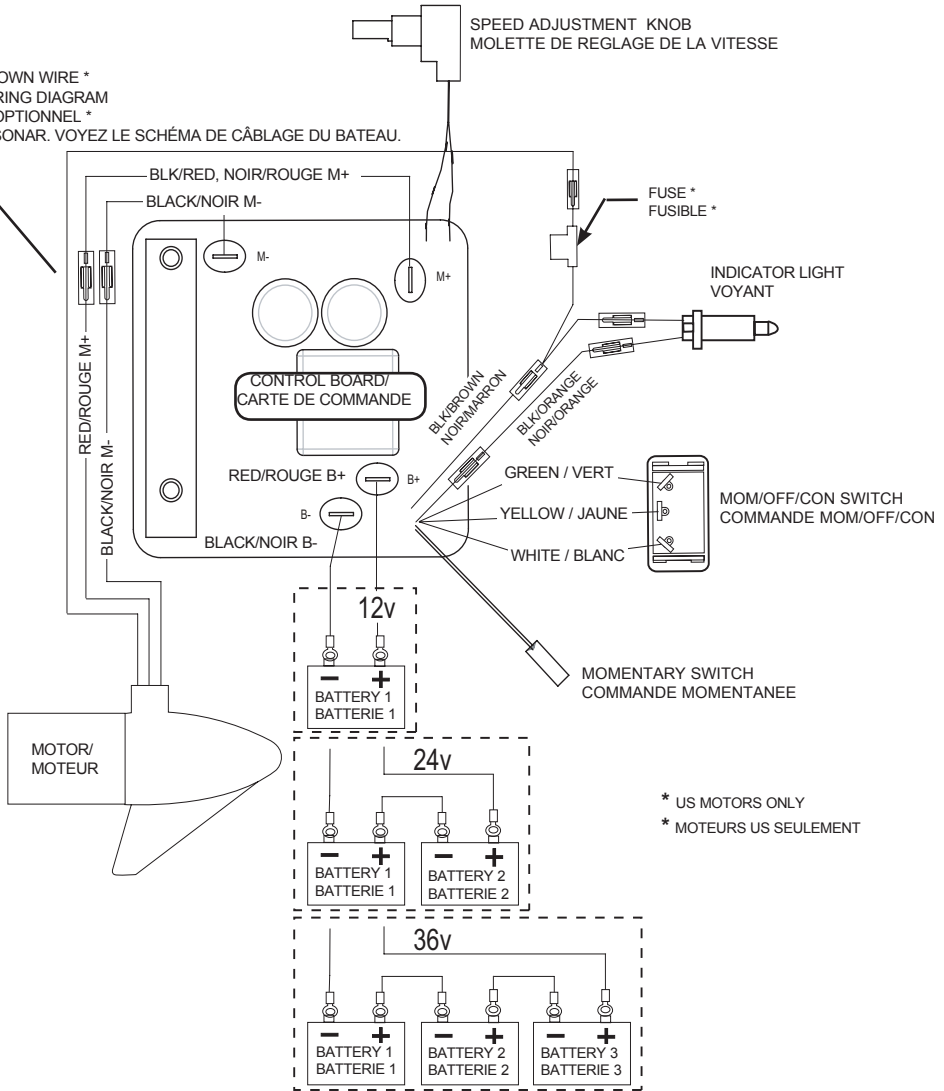 SPEED ADJUSTMENT KNOB
MOLETTE DE REGLAGE DE LA VITESSE
OWN WIRE *
RING DIAGRAM
OPTIONNEL *
SONAR. VOYEZ LE SCHÉMA DE CÂBLAGE DU BATEAU.
BLK/RED, NOIR/ROUGE M+
BLACK/NOIR M-
FUSE *
FUSIBLE *
M-
M+
INDICATOR LIGHT
VOYANT
RED/ROUGE M+
BLACK/NOIR M-
CONTROL BOARD/
CARTE DE COMMANDE
BLK/BROWN
NOIR/MARRON
BLK/ORANGE
NOIR/ORANGE
RED/ROUGE B+
B+
B-
BLACK/NOIR B-
GREEN / VERT
YELLOW / JAUNE
WHITE / BLANC
MOM/OFF/CON SWITCH
COMMANDE MOM/OFF/CON
MOMENTARY SWITCH
COMMANDE MOMENTANEE
12v
- +
BATTERY 1
BATTERIE 1
MOTOR/
MOTEUR
24v
- +
BATTERY 1
BATTERIE 1
- +
BATTERY 2
BATTERIE 2
* US MOTORS ONLY
* MOTEURS US SEULEMENT
36v
- +
BATTERY 1
BATTERIE 1
- +
BATTERY 2
BATTERIE 2
- +
BATTERY 3
BATTERIE 3